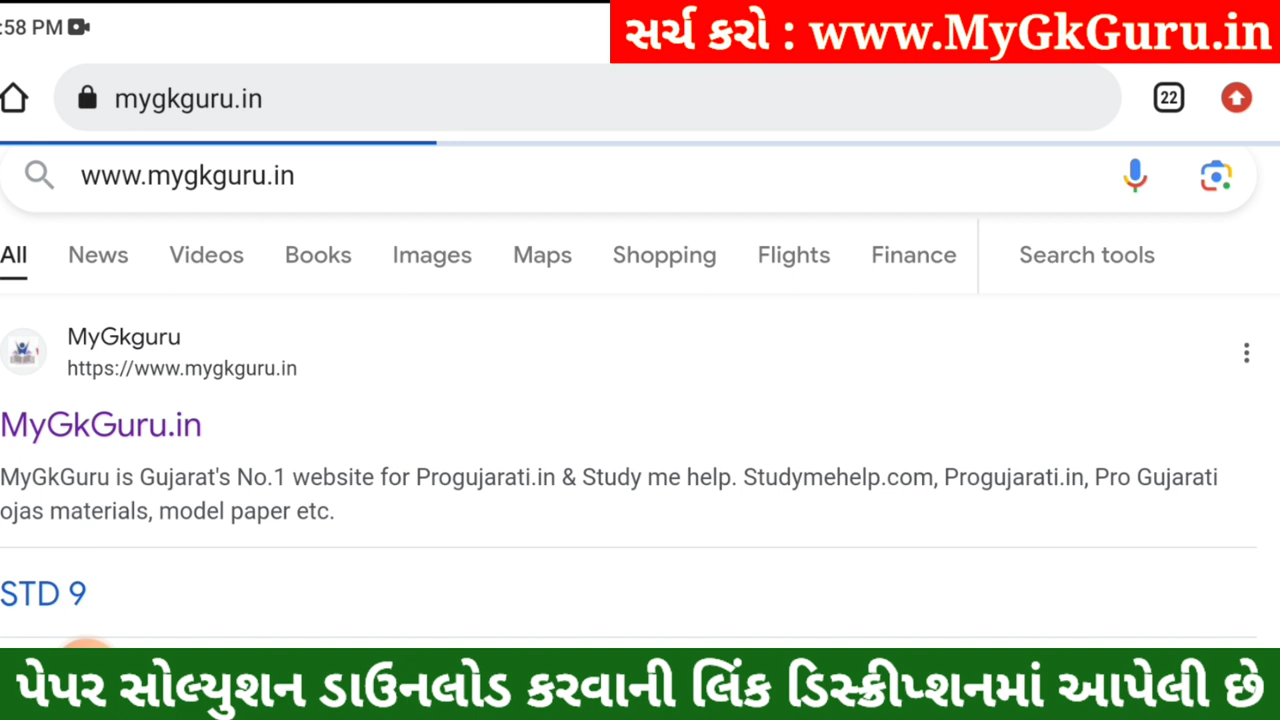 :58 PM
સર્ચ કરો : www.MyGkGuru.in
mygkguru.in
22
www.mygkguru.in
All News Videos Books Images Maps Shopping Flights Finance Search tools
MyGkguru
https://www.mygkguru.in
MyGkGuru.in
MyGkGuru is Gujarat's No.1 website for Progujarati.in & Study me help. Studymehelp.com, Progujarati.in, Pro Gujarati
ojas materials, model paper etc.
STD 9
પેપર સોલ્યુશન ડાઉનલોડ કરવાની લિંક ડિસ્ક્રીપ્શનમાં આપેલી છે